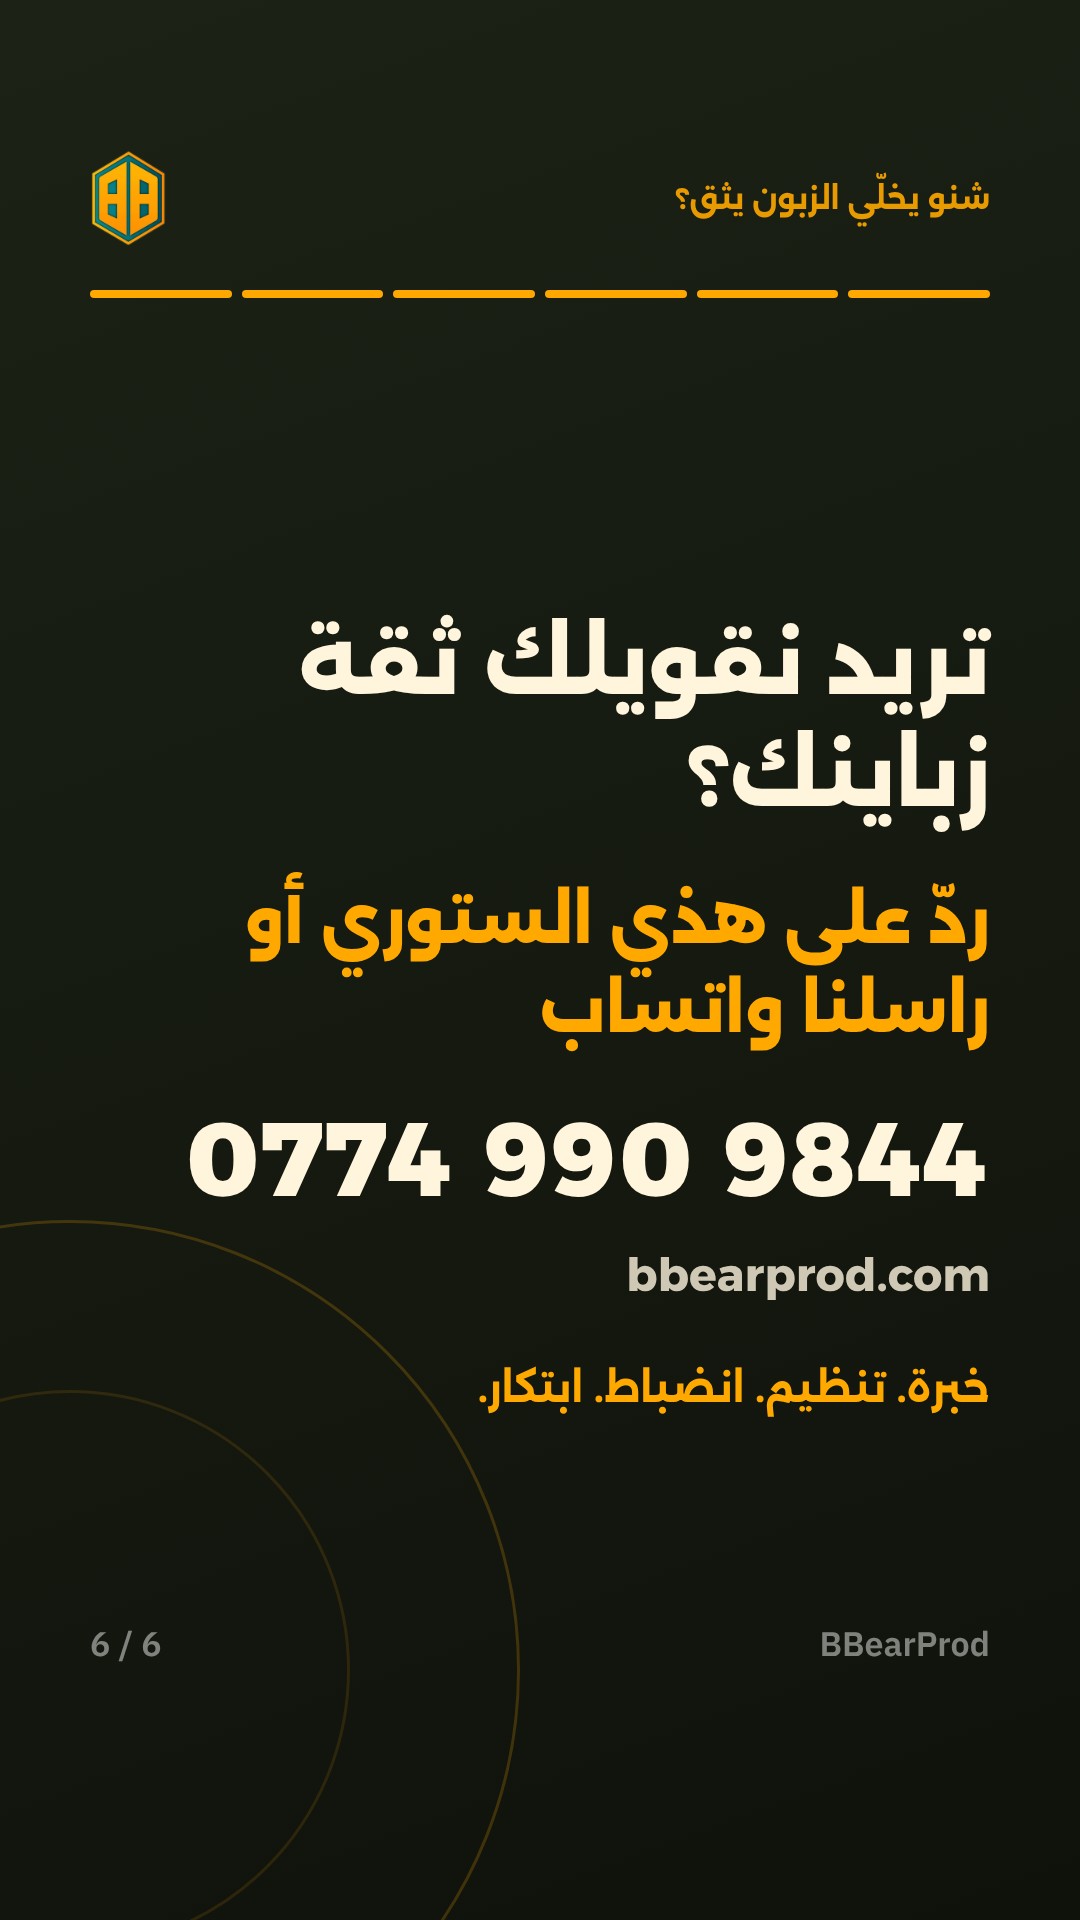 شنو يخلّي الزبون يثق؟
BB
تريد نقويلك ثقة
زباينك؟
ردّ على هذي الستوري أو
راسلنا واتساب
0774 990 9844
bbearprod.com
خبرة. تنظيم. انضباط. ابتكار.
BBearProd
6 / 6